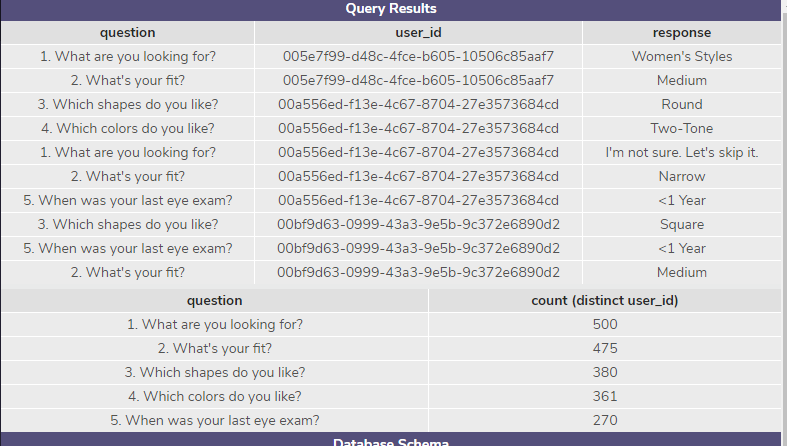 Query Results
question user_id response
1. What are you looking for? 005e7f99-d48c-4fce-b605-10506c85aaf7 Women's Styles
2. What's your fit? 005e7f99-d48c-4fce-b605-10506c85aaf7 Medium
3. Which shapes do you like? 00a556ed-f13e-4c67-8704-27e3573684cd Round
4. Which colors do you like? 00a556ed-f13e-4c67-8704-27e3573684cd Two-Tone
1. What are you looking for? 00a556ed-f13e-4c67-8704-27e3573684cd I'm not sure. Let's skip it.
2. What's your fit? 00a556ed-f13e-4c67-8704-27e3573684cd Narrow
5. When was your last eye exam? 00a556ed-f13e-4c67-8704-27e3573684cd <1 Year
3. Which shapes do you like? 00bf9d63-0999-43a3-9e5b-9c372e6890d2 Square
5. When was your last eye exam? 00bf9d63-0999-43a3-9e5b-9c372e6890d2 <1 Year
2. What's your fit? 00bf9d63-0999-43a3-9e5b-9c372e6890d2 Medium
question count (distinct user_id)
1. What are you looking for? 500
2. What's your fit? 475
3. Which shapes do you like? 380
4. Which colors do you like? 361
5. When was your last eye exam? 270
Database Schema